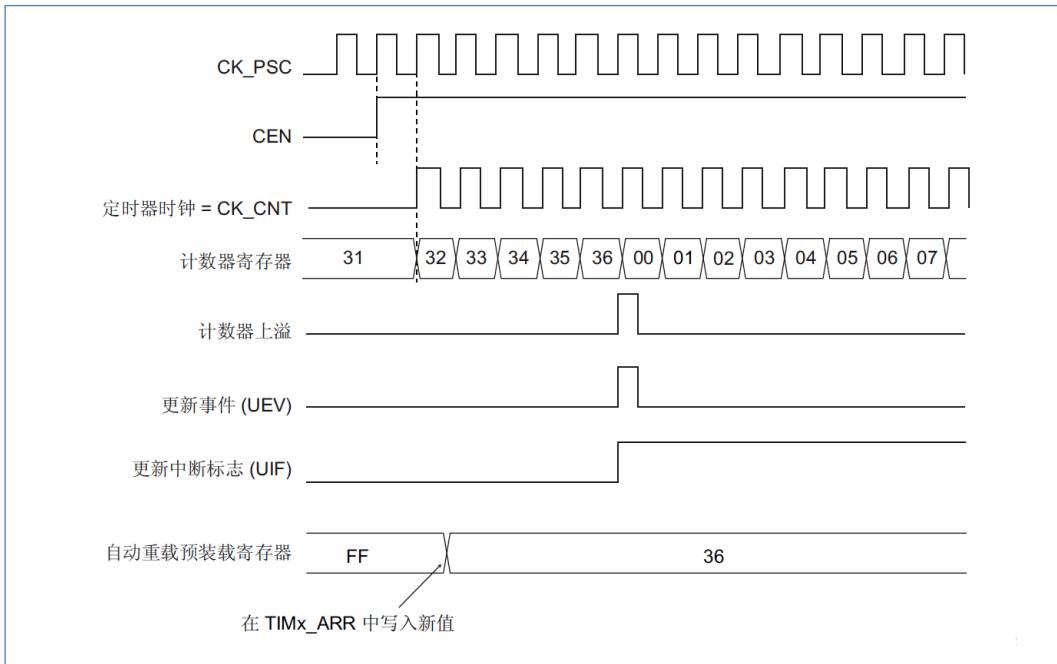 CK_PSC
CEN
定时器时钟 = CK_CNT
计数器寄存器 31 32 33 34 35 36 00 01 02 03 04 05 06 07
计数器上溢
更新事件 (UEV)
更新中断标志 (UIF)
自动重载预装载寄存器 FF 36
在 TIMx_ARR 中写入新值